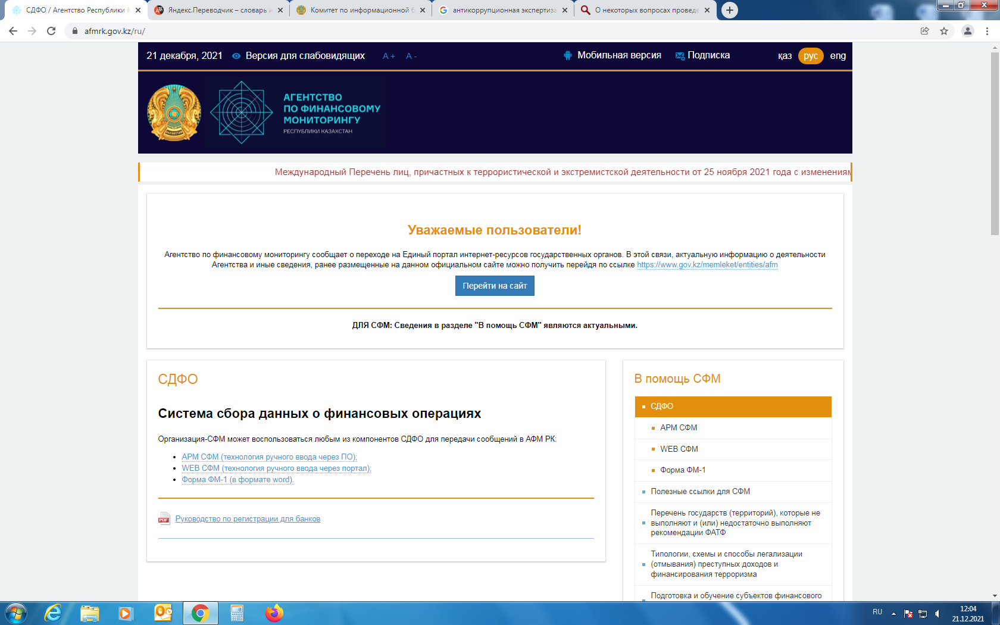 СДФО / Агентство Республики К
Яндекс.Переводчик – словарь и
Комитет по информационной б
антикоррупционная экспертиза
О некоторых вопросах проведе
afmrk.gov.kz/ru/
21 декабря, 2021 Версия для слабовидящих A + A - Мобильная версия Подписка қаз рус eng
АГЕНТСТВО
ПО ФИНАНСОВОМУ
МОНИТОРИНГУ
РЕСПУБЛИКИ КАЗАХСТАН
Международный Перечень лиц, причастных к террористической и экстремистской деятельности от 25 ноября 2021 года с изменениям
Уважаемые пользователи!
Агентство по финансовому мониторингу сообщает о переходе на Единый портал интернет-ресурсов государственных органов. В этой связи, актуальную информацию о деятельности
Агентства и иные сведения, ранее размещенные на данном официальном сайте можно получить перейдя по ссылке https://www.gov.kz/memleket/entities/afm
Перейти на сайт
ДЛЯ СФМ: Сведения в разделе "В помощь СФМ" являются актуальными.
СДФО
Система сбора данных о финансовых операциях
Организация-СФМ может воспользоваться любым из компонентов СДФО для передачи сообщений в АФМ РК:
АРМ СФМ (технология ручного ввода через ПО);
WEB СФМ (технология ручного ввода через портал);
Форма ФМ-1 (в формате word).
PDF Руководство по регистрации для банков
В помощь СФМ
СДФО
АРМ СФМ
WEB СФМ
Форма ФМ-1
Полезные ссылки для СФМ
Перечень государств (территорий), которые не
выполняют и (или) недостаточно выполняют
рекомендации ФАТФ
Типологии, схемы и способы легализации
(отмывания) преступных доходов и
финансирования терроризма
Подготовка и обучение субъектов финансового
RU
12:04
21.12.2021